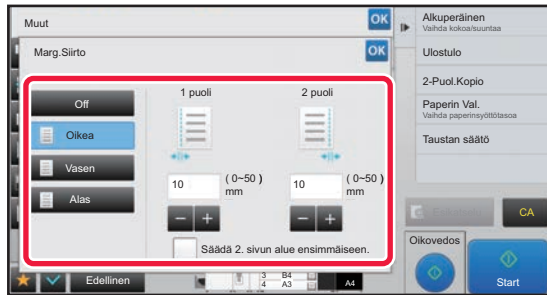 Muut
OK
Marg.Siirto
OK
Off
Oikea
Vasen
Alas
1 puoli
2 puoli
10
(0~50)
mm
10
(0~50)
mm
Säädä 2. sivun alue ensimmäiseen.
Edellinen
3 B4
4 A3
A4
Alkuperäinen
Vaihda kokoa/suuntaa
Ulostulo
2-Puol.Kopio
Paperin Val.
Vaihda paperinsyöttötasoa
Taustan säätö
CA
Oikovedos
Start